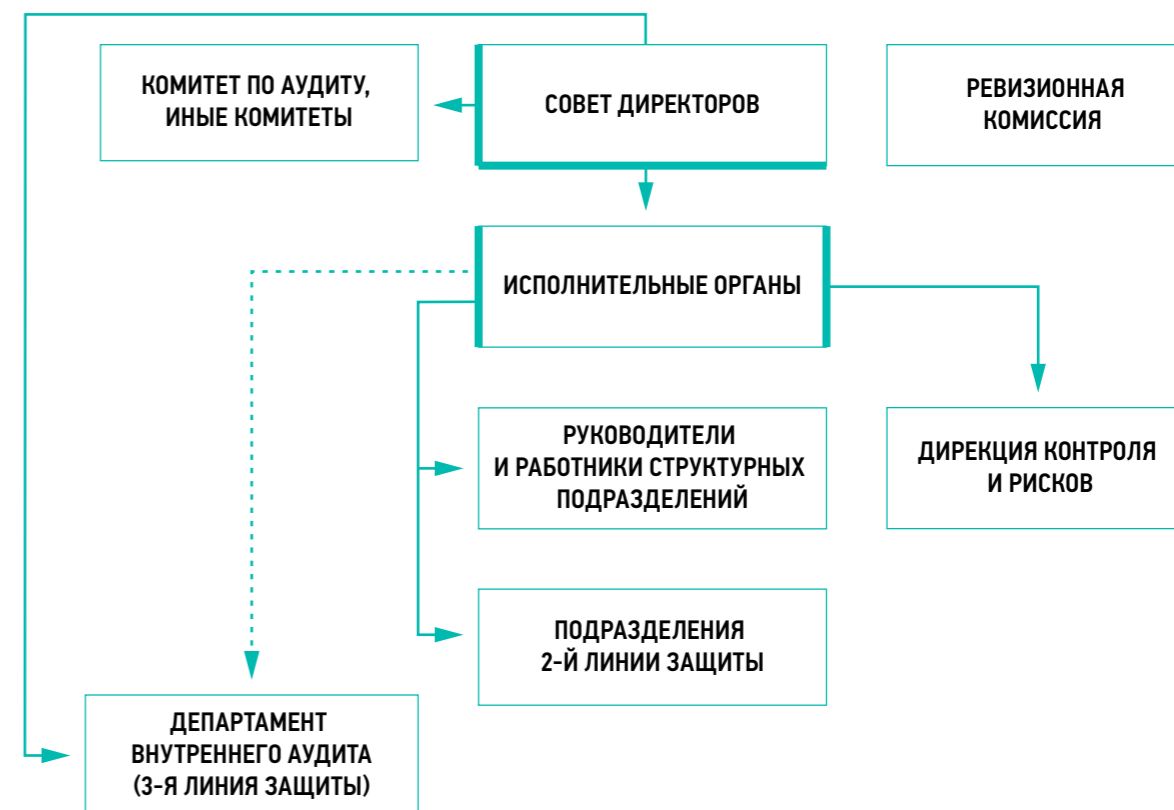 КОМИТЕТ ПО АУДИТУ,
ИНЫЕ КОМИТЕТЫ
СОВЕТ ДИРЕКТОРОВ
РЕВИЗИОННАЯ
КОМИССИЯ
ИСПОЛНИТЕЛЬНЫЕ ОРГАНЫ
РУКОВОДИТЕЛИ
И РАБОТНИКИ СТРУКТУРНЫХ
ПОДРАЗДЕЛЕНИЙ
ДИРЕКЦИЯ КОНТРОЛЯ
И РИСКОВ
ПОДРАЗДЕЛЕНИЯ
2-Й ЛИНИИ ЗАЩИТЫ
ДЕПАРТАМЕНТ
ВНУТРЕННЕГО АУДИТА
(3-Я ЛИНИЯ ЗАЩИТЫ)